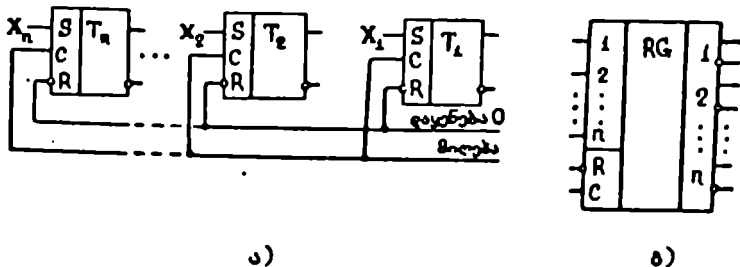 Xₙ S Tₙ ... X₂ S T₂ X₁ S T₁
C C C
R R R
დაყენება 0
მიღება
1 RG 1
2 2
n n
R
C
ა) ბ)